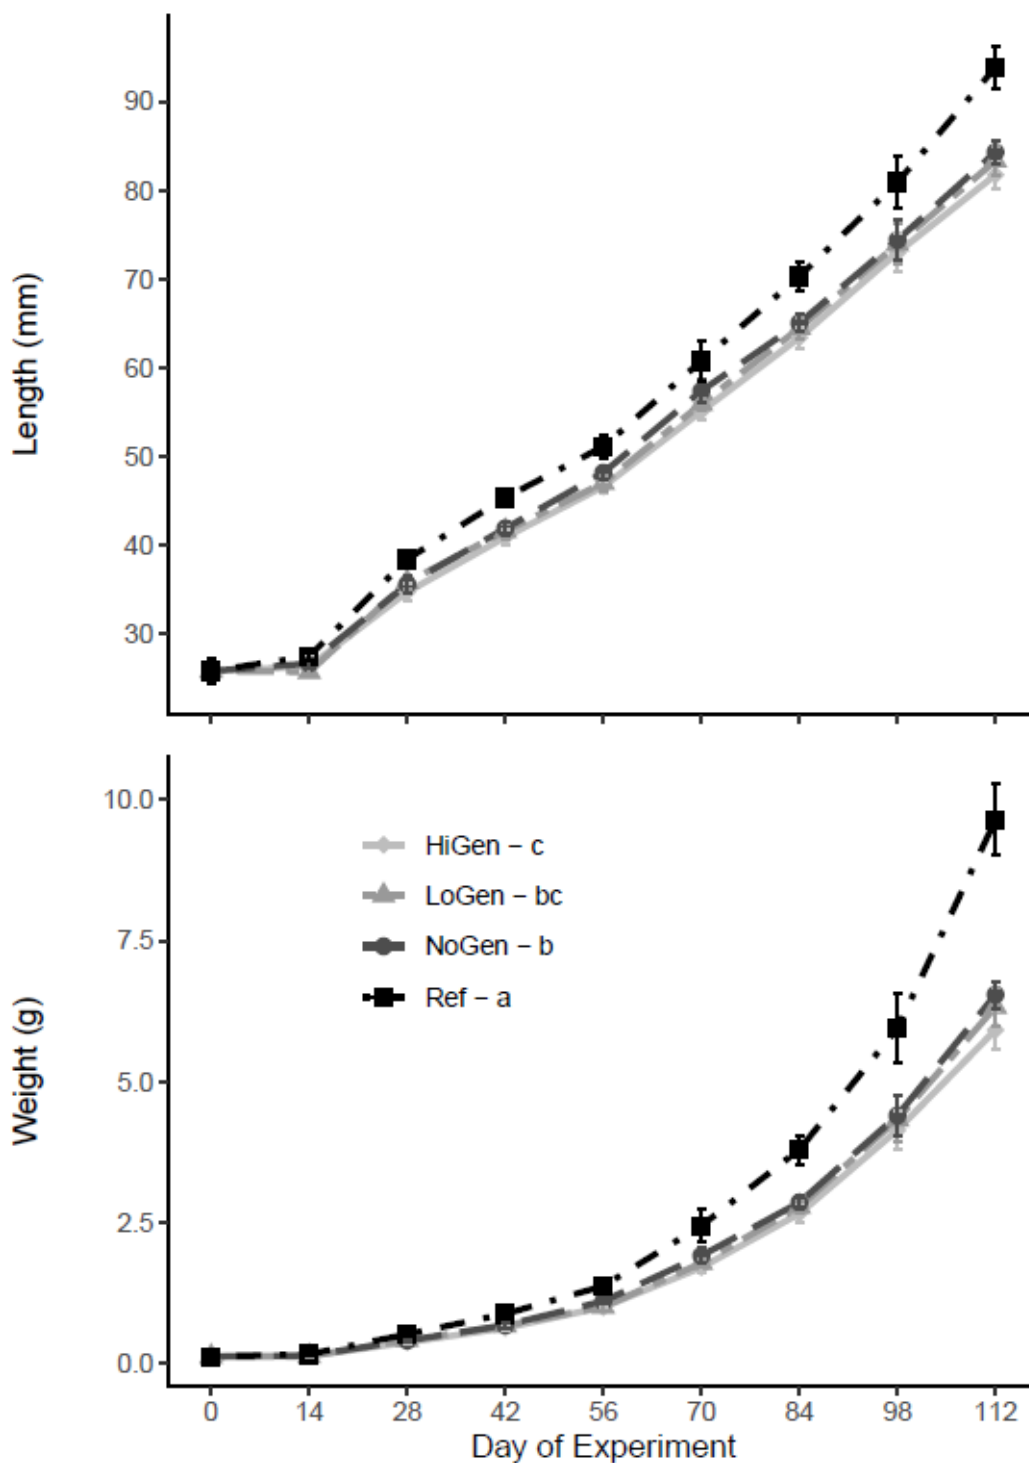 Length (mm)
90
80
70
60
50
40
30
Weight (g)
10.0
7.5
5.0
2.5
0.0
HiGen − c
LoGen − bc
NoGen − b
Ref − a
0 14 28 42 56 70 84 98 112
Day of Experiment